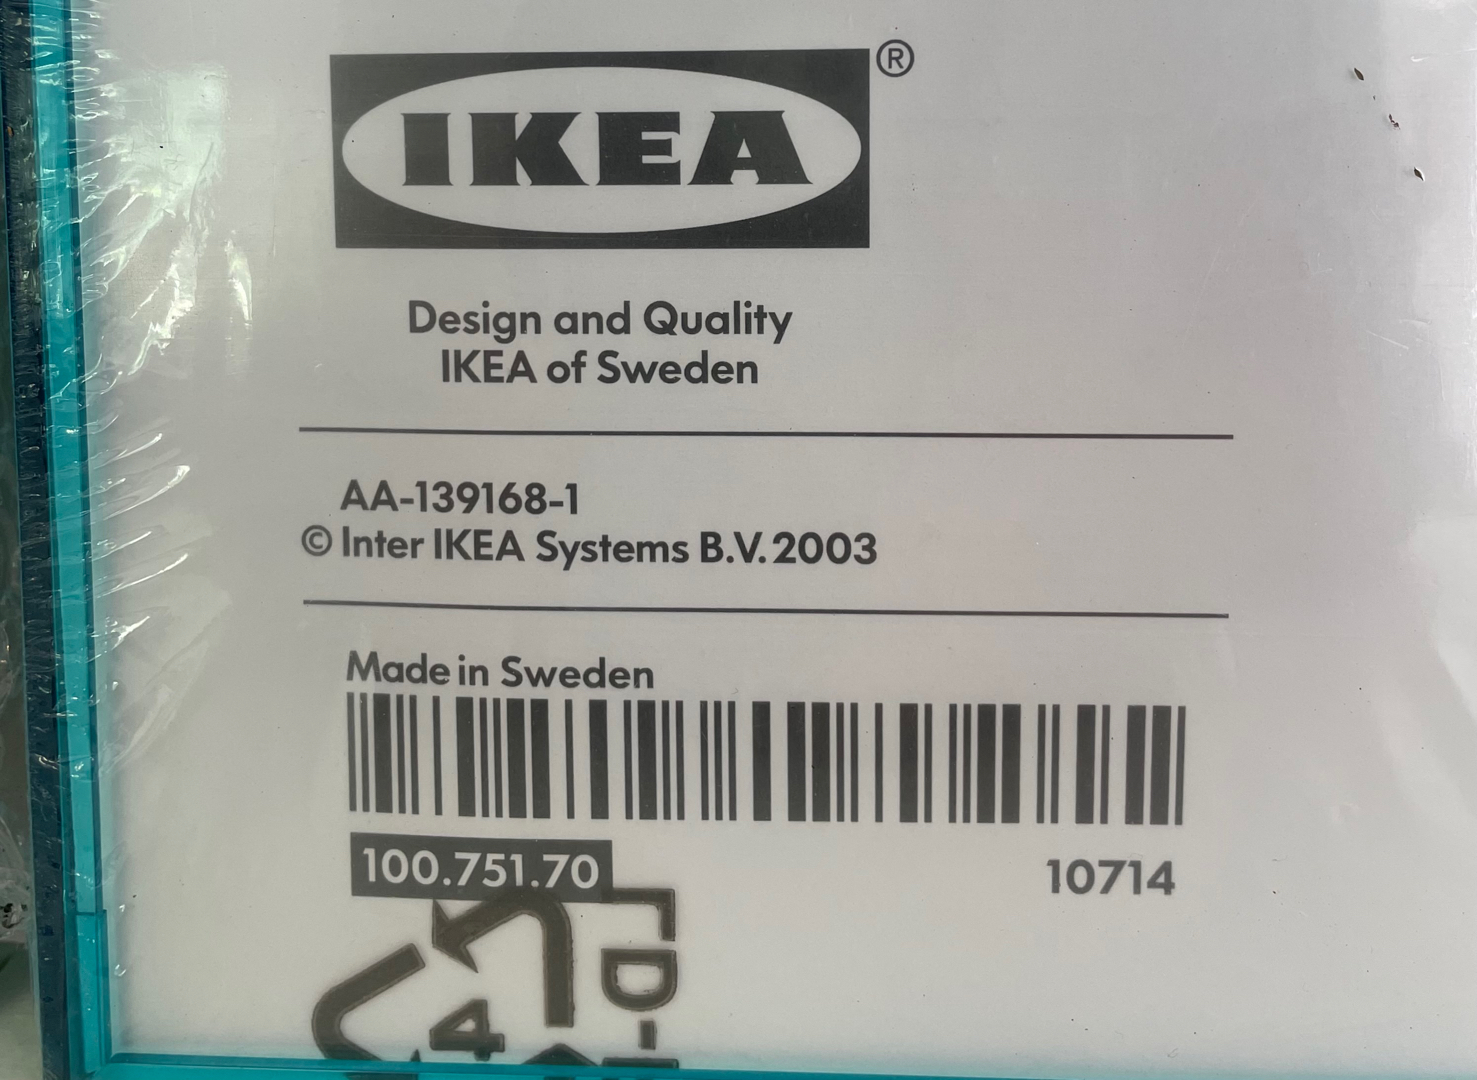 IKEA®
Design and Quality
IKEA of Sweden
AA-139168-1
© Inter IKEA Systems B.V. 2003
Made in Sweden
100.751.70
10714
4